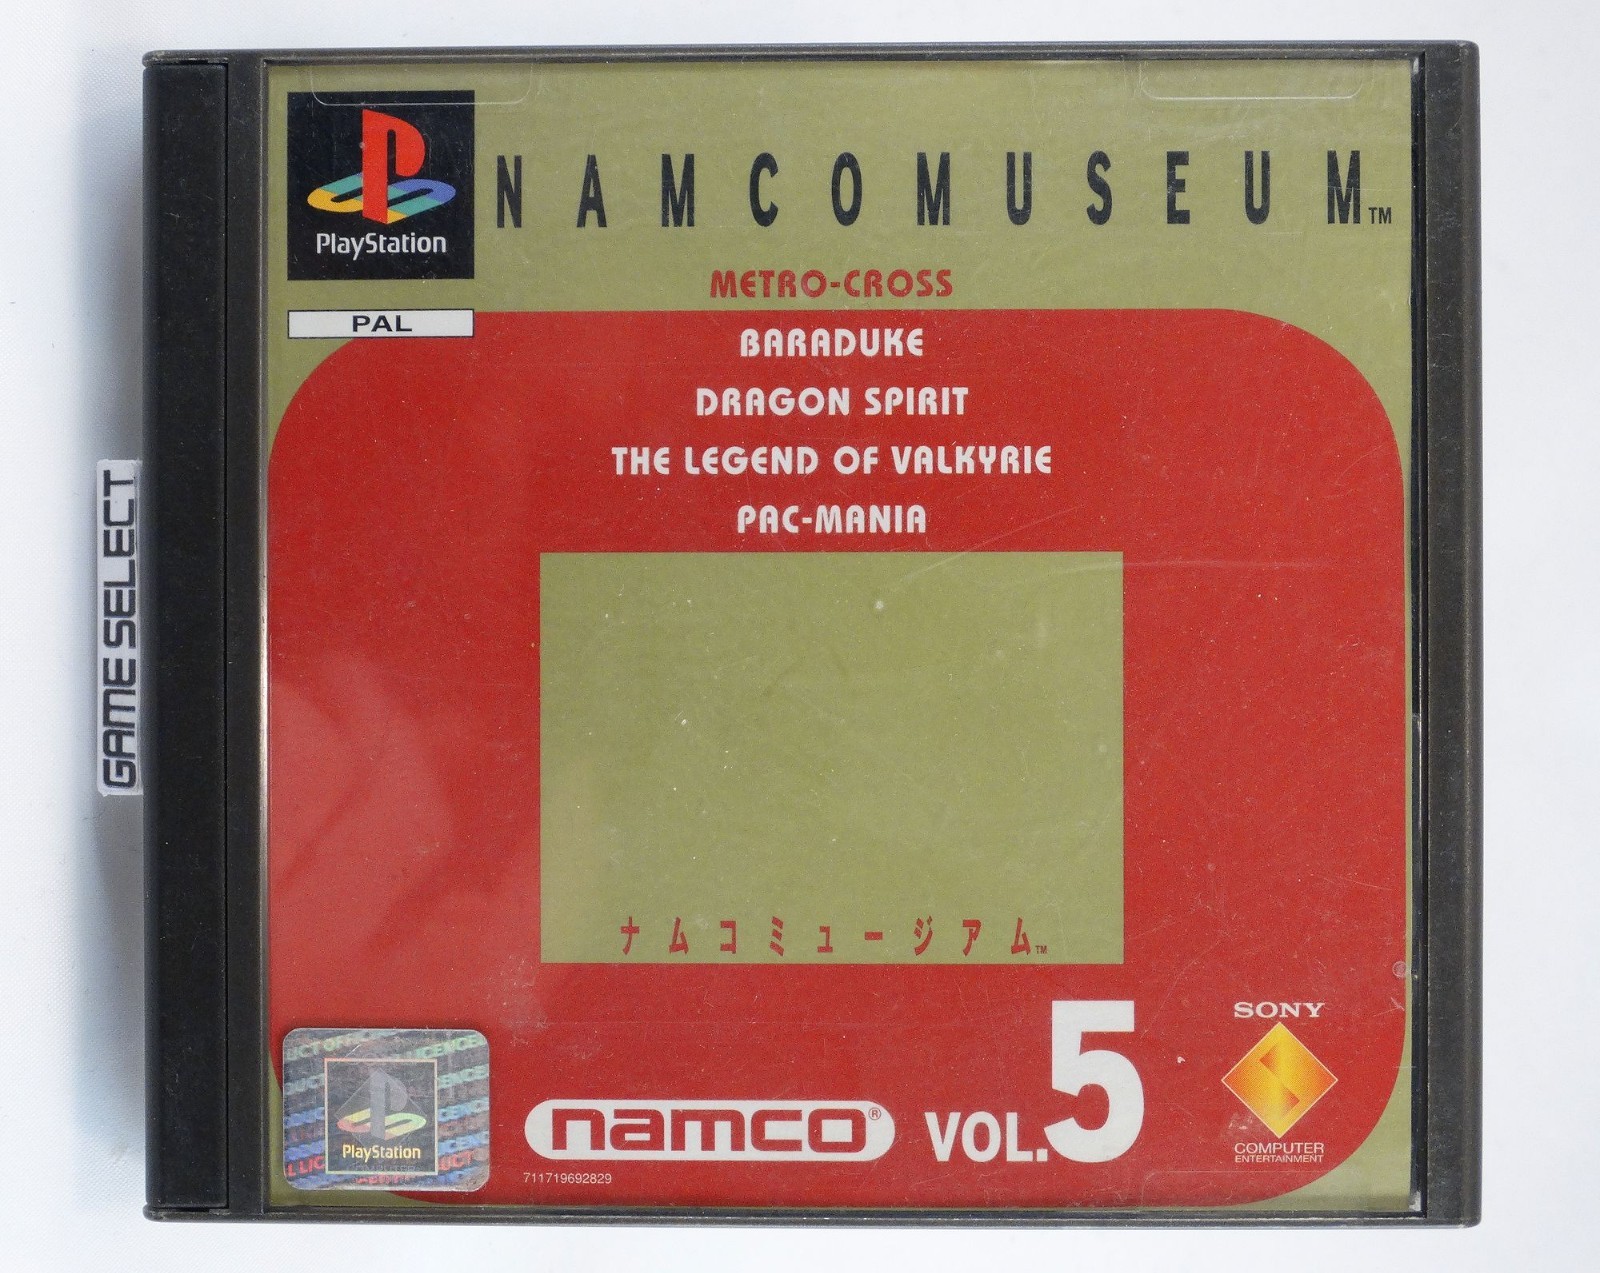 PlayStation
NAMCOMUSEUM™
PAL
METRO-CROSS
BARADUKE
DRAGON SPIRIT
THE LEGEND OF VALKYRIE
PAC-MANIA
GAME SELECT
ナムコミュージアム™
PlayStation
namco®
VOL.5
711719692829
SONY
COMPUTER
ENTERTAINMENT